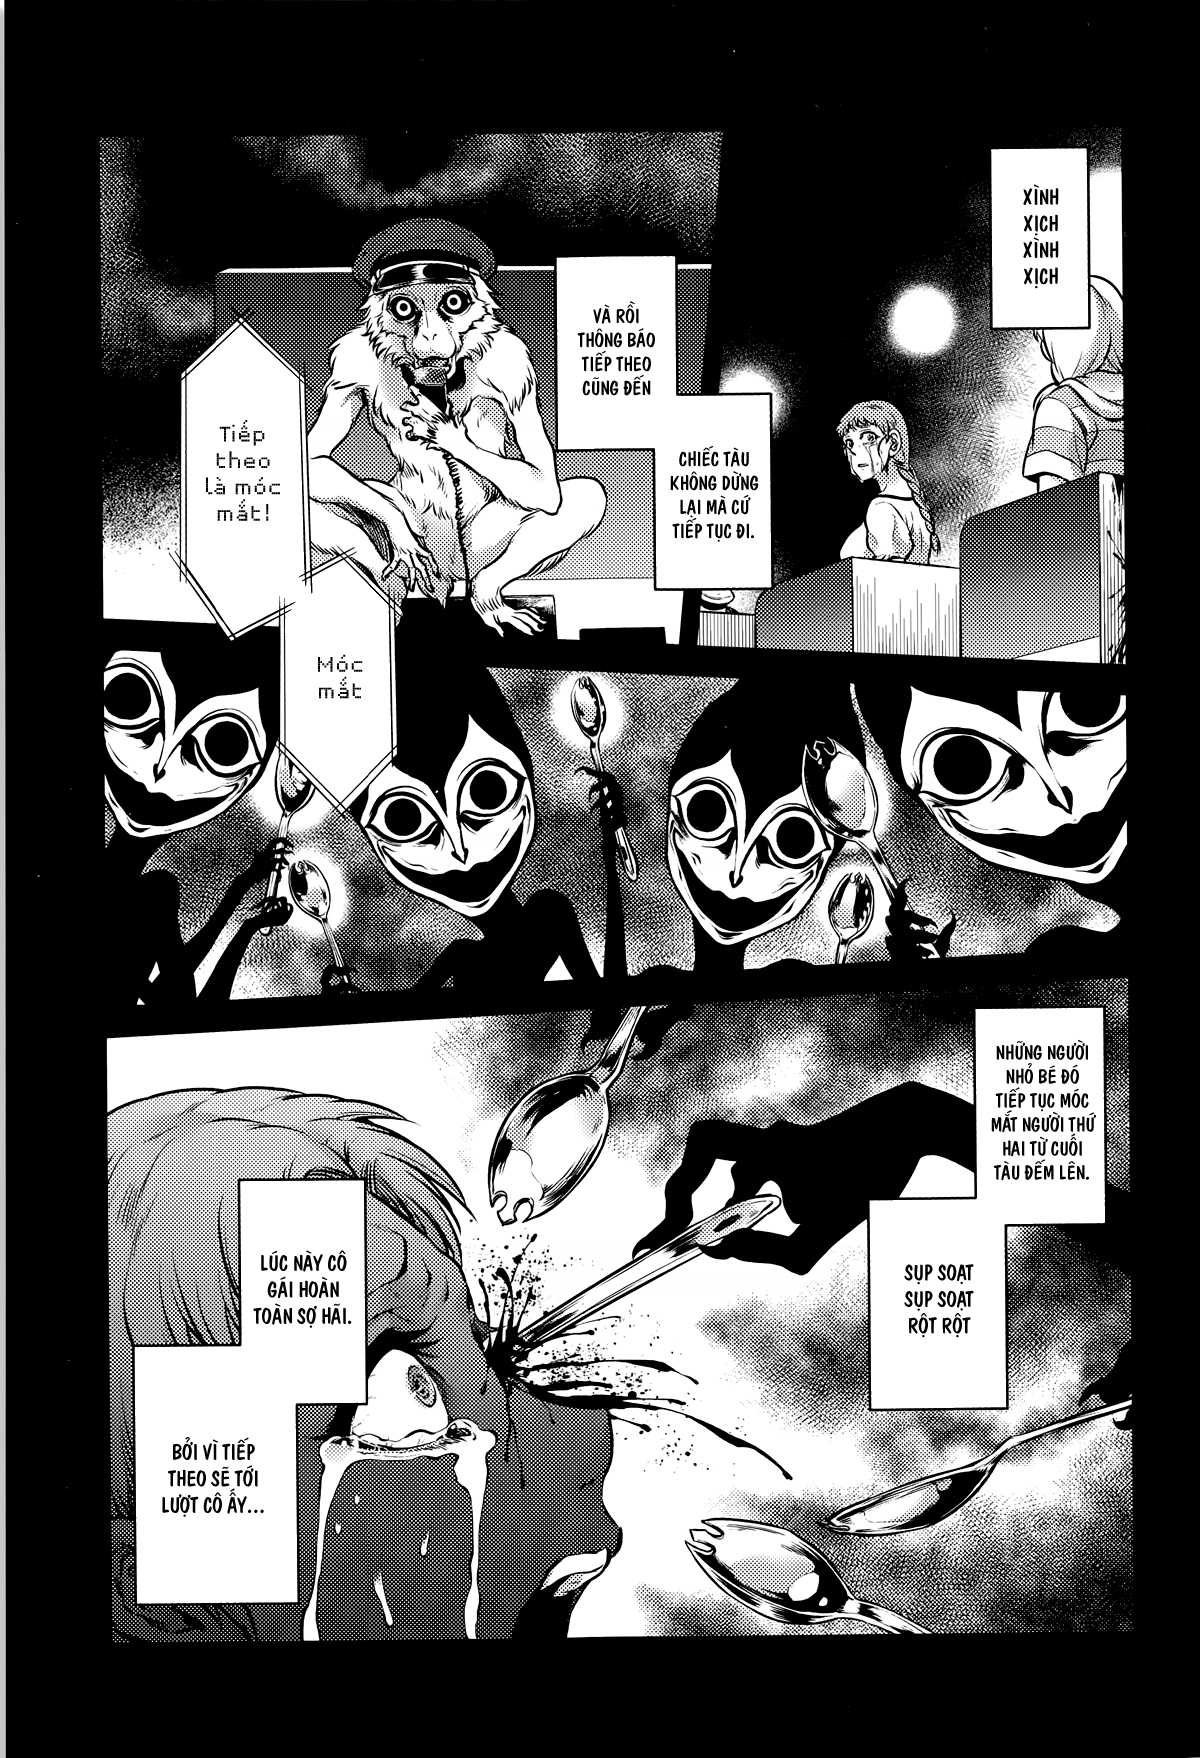 XÌNH
XỊCH
XÌNH
XỊCH
VÀ RỒI
THÔNG BÁO
TIẾP THEO
CŨNG ĐẾN
CHIẾC TÀU
KHÔNG DỪNG
LẠI MÀ CỨ
TIẾP TỤC ĐI.
Tiếp
theo
là móc
mắt!
Móc
mắt
NHỮNG NGƯỜI
NHỎ BÉ ĐÓ
TIẾP TỤC MÓC
MẮT NGƯỜI THỨ
HAI TỪ CUỐI
TÀU ĐẾM LÊN.
SỤP SOẠT
SỤP SOẠT
RỘT RỘT
LÚC NÀY CÔ
GÁI HOÀN
TOÀN SỢ HÃI.
BỞI VÌ TIẾP
THEO SẼ TỚI
LƯỢT CÔ ẤY...